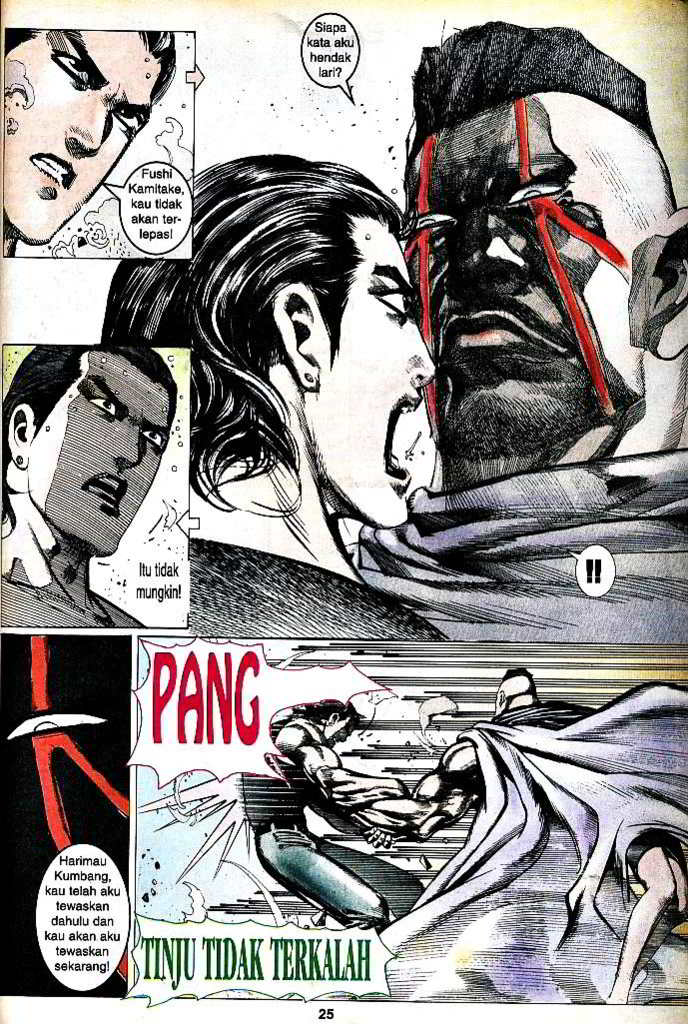 Fushi
Kamitake,
kau tidak
akan ter-
lepas!
Siapa
kata aku
hendak
lari?
Itu tidak
mungkin!
!!
Harimau
Kumbang,
kau telah aku
tewaskan
dahulu dan
kau akan aku
tewaskan
sekarang!
PANG
TINJU TIDAK TERKALAH
25